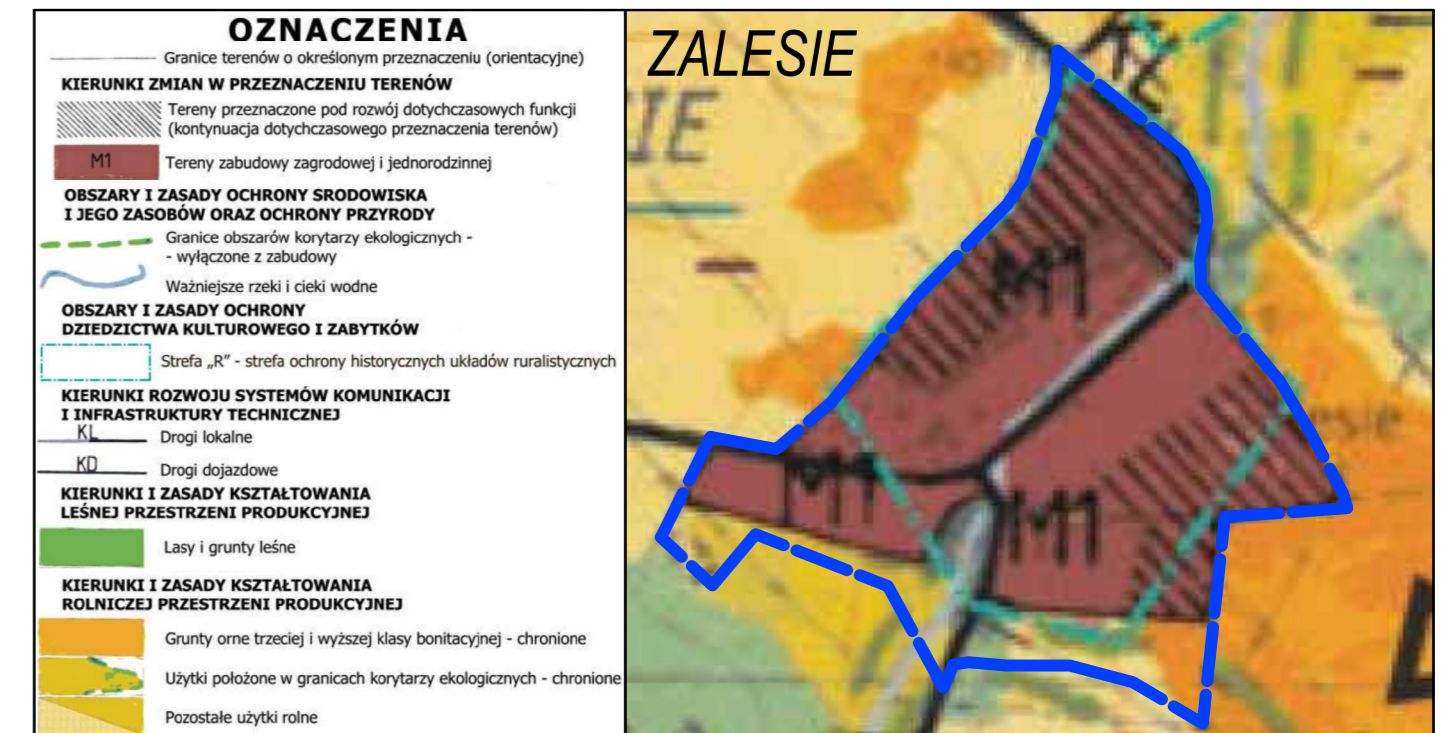 OZNACZENIA
Granice terenów o określonym przeznaczeniu (orientacyjne)
KIERUNKI ZMIAN W PRZEZNACZENIU TERENÓW
Tereny przeznaczone pod rozwój dotychczasowych funkcji
(kontynuacja dotychczasowego przeznaczenia terenów)
M1
Tereny zabudowy zagrodowej i jednorodzinnej
OBSZARY I ZASADY OCHRONY ŚRODOWISKA
I JEGO ZASOBÓW ORAZ OCHRONY PRZYRODY
Granice obszarów korytarzy ekologicznych -
- wyłączone z zabudowy
Ważniejsze rzeki i cieki wodne
OBSZARY I ZASADY OCHRONY
DZIEDZICTWA KULTUROWEGO I ZABYTKÓW
Strefa „R" - strefa ochrony historycznych układów ruralistycznych
KIERUNKI ROZWOJU SYSTEMÓW KOMUNIKACJI
I INFRASTRUKTURY TECHNICZNEJ
KL
Drogi lokalne
KD
Drogi dojazdowe
KIERUNKI I ZASADY KSZTAŁTOWANIA
LEŚNEJ PRZESTRZENI PRODUKCYJNEJ
Lasy i grunty leśne
KIERUNKI I ZASADY KSZTAŁTOWANIA
ROLNICZEJ PRZESTRZENI PRODUKCYJNEJ
Grunty orne trzeciej i wyższej klasy bonitacyjnej - chronione
Użytki położone w granicach korytarzy ekologicznych - chronione
Pozostałe użytki rolne
ZALESIE
M1
M1
M1